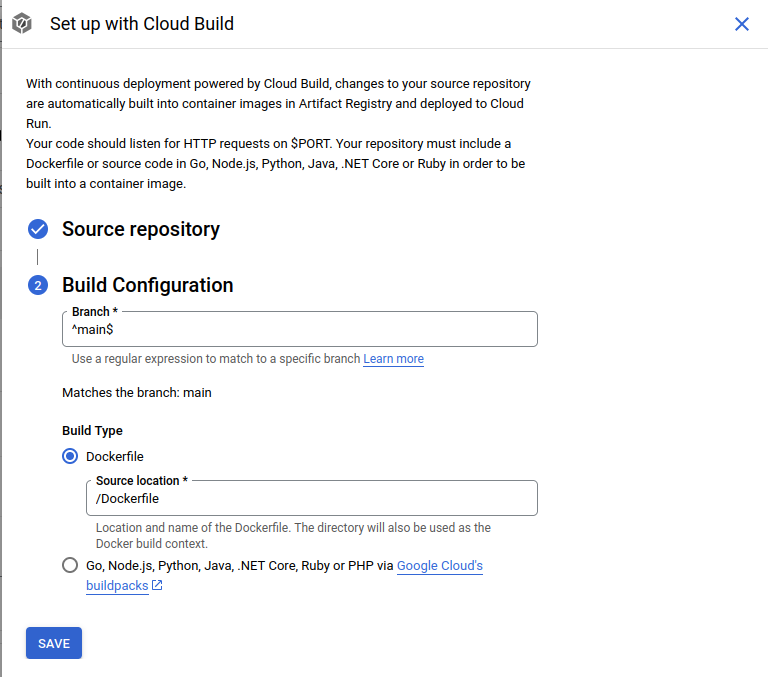 Set up with Cloud Build
With continuous deployment powered by Cloud Build, changes to your source repository
are automatically built into container images in Artifact Registry and deployed to Cloud
Run.
Your code should listen for HTTP requests on $PORT. Your repository must include a
Dockerfile or source code in Go, Node.js, Python, Java, .NET Core or Ruby in order to be
built into a container image.
Source repository
2 Build Configuration
Branch *
^main$
Use a regular expression to match to a specific branch Learn more
Matches the branch: main
Build Type
Dockerfile
Source location *
/Dockerfile
Location and name of the Dockerfile. The directory will also be used as the
Docker build context.
Go, Node.js, Python, Java, .NET Core, Ruby or PHP via Google Cloud's
buildpacks
SAVE